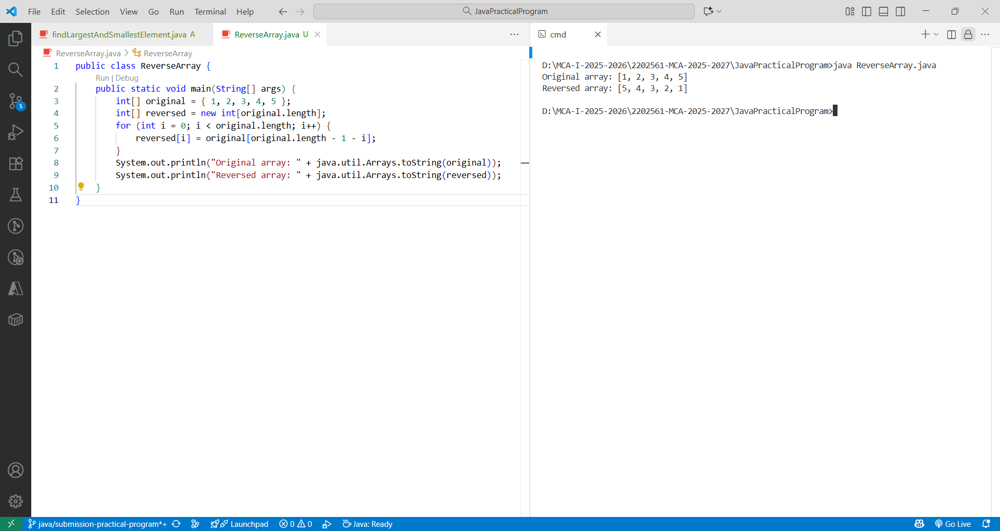 File Edit Selection View Go Run Terminal Help
JavaPracticalProgram
findLargestAndSmallestElement.java A
ReverseArray.java U
cmd
ReverseArray.java > ReverseArray
1 public class ReverseArray {
Run | Debug
2 public static void main(String[] args) {
3 int[] original = { 1, 2, 3, 4, 5 };
4 int[] reversed = new int[original.length];
5 for (int i = 0; i < original.length; i++) {
6 reversed[i] = original[original.length - 1 - i];
7 }
8 System.out.println("Original array: " + java.util.Arrays.toString(original));
9 System.out.println("Reversed array: " + java.util.Arrays.toString(reversed));
10 }
11 }
D:\MCA-I-2025-2026\2202561-MCA-2025-2027\JavaPracticalProgram>java ReverseArray.java
Original array: [1, 2, 3, 4, 5]
Reversed array: [5, 4, 3, 2, 1]
D:\MCA-I-2025-2026\2202561-MCA-2025-2027\JavaPracticalProgram>
5
java/submission-practical-program*+ Launchpad 0 0 Java: Ready Go Live